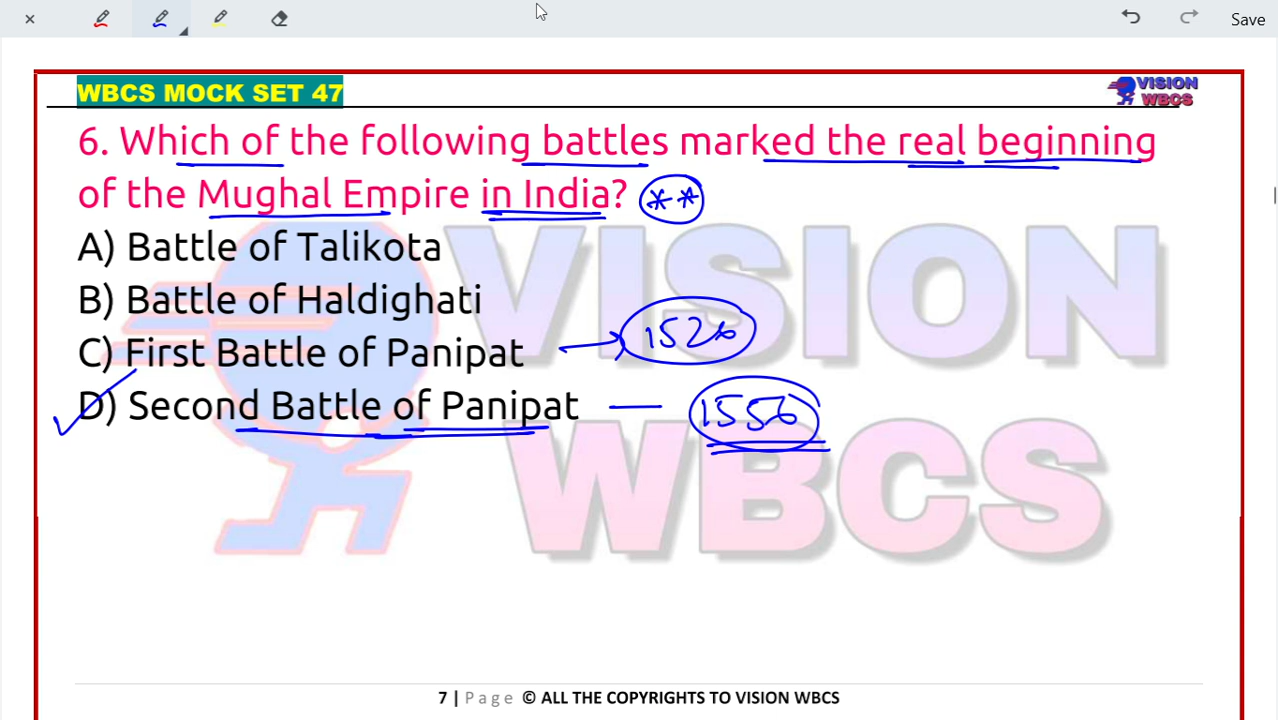 Save
WBCS MOCK SET 47
VISION
WBCS
6. Which of the following battles marked the real beginning
of the Mughal Empire in India? **
A) Battle of Talikota
B) Battle of Haldighati
C) First Battle of Panipat → 1526
D) Second Battle of Panipat — 1556
VISION
WBCS
7 | Page © ALL THE COPYRIGHTS TO VISION WBCS